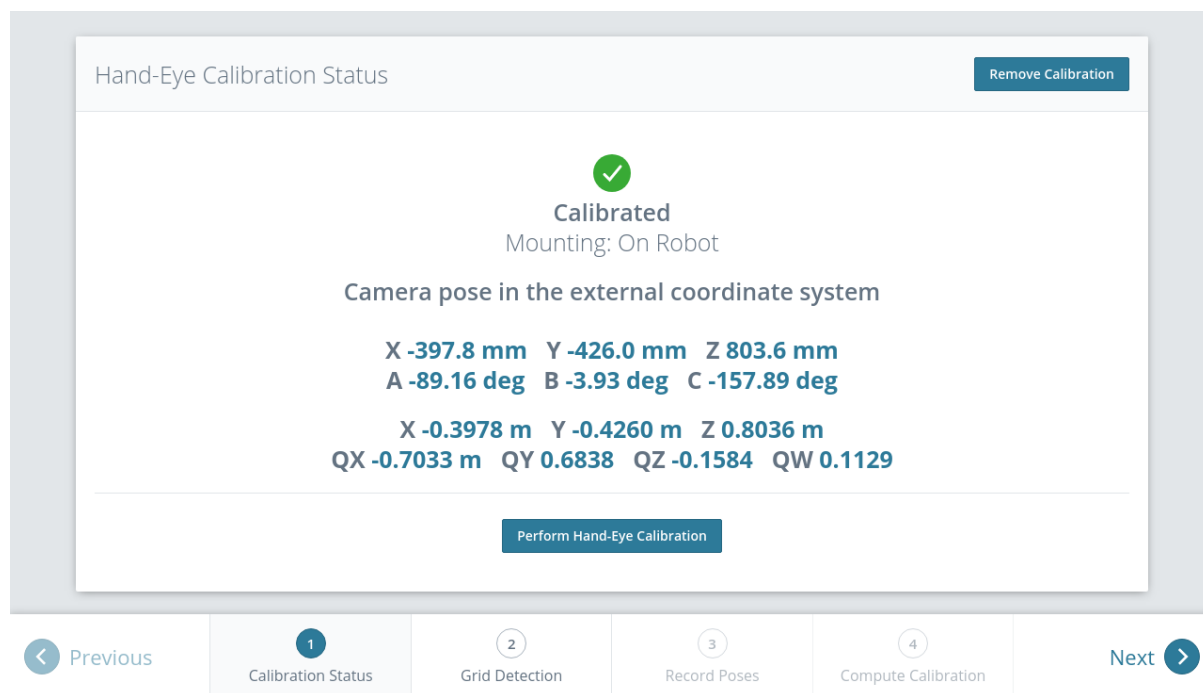 Hand-Eye Calibration Status
Remove Calibration
Calibrated
Mounting: On Robot
Camera pose in the external coordinate system
X -397.8 mm Y -426.0 mm Z 803.6 mm
A -89.16 deg B -3.93 deg C -157.89 deg
X -0.3978 m Y -0.4260 m Z 0.8036 m
QX -0.7033 m QY 0.6838 QZ -0.1584 QW 0.1129
Perform Hand-Eye Calibration
Previous
1
Calibration Status
2
Grid Detection
3
Record Poses
4
Compute Calibration
Next